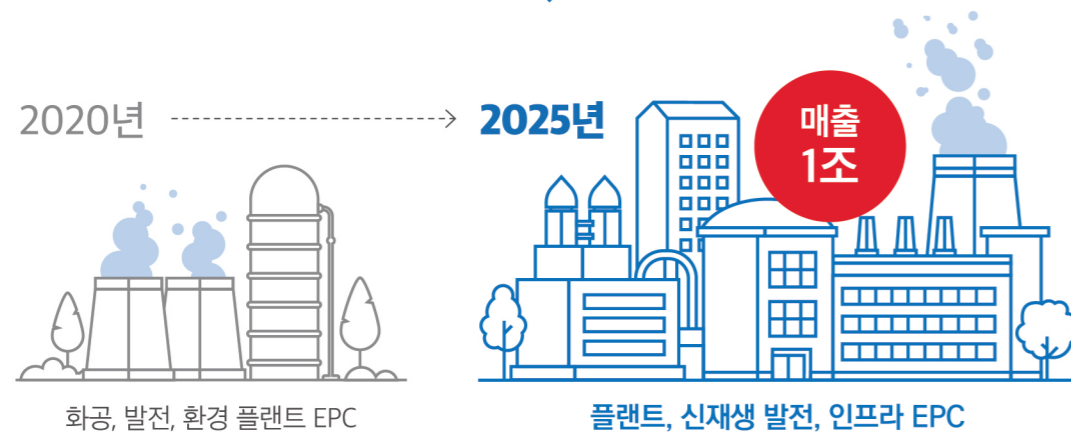 2020년
2025년
매출
1조
화공, 발전, 환경 플랜트 EPC
플랜트, 신재생 발전, 인프라 EPC